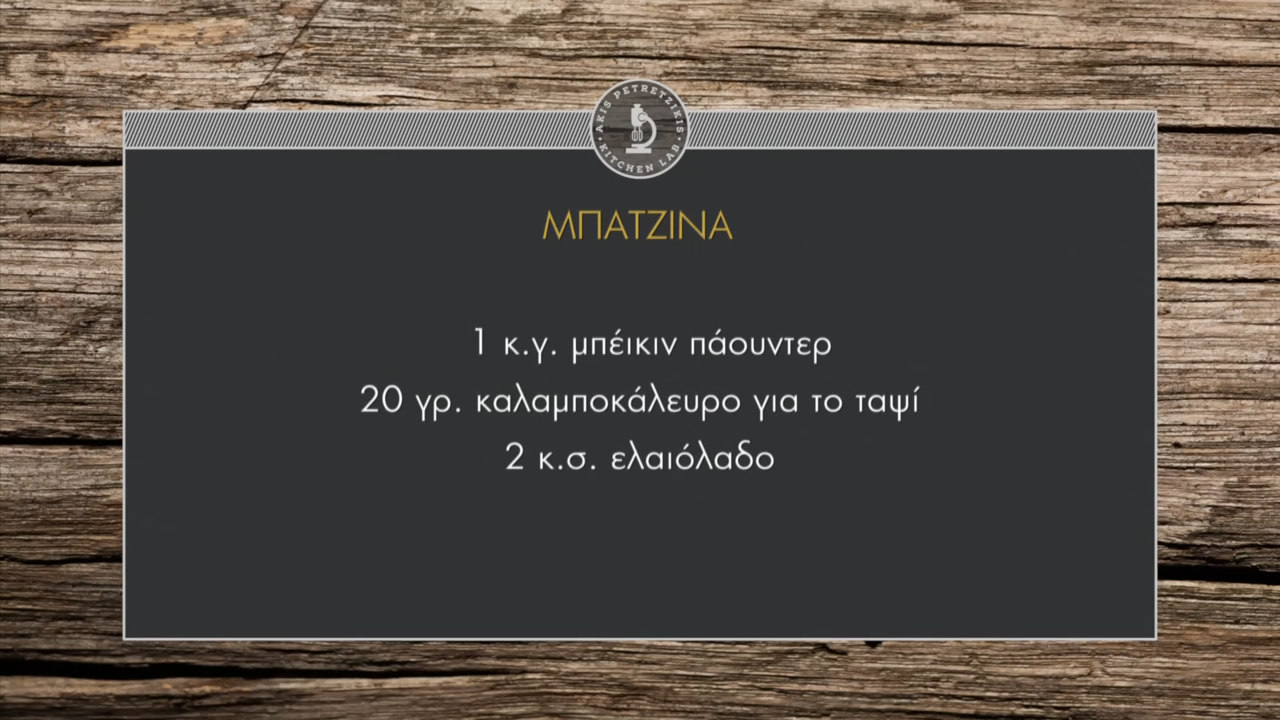 AKIS PETRETZIKIS
KITCHEN LAB
ΜΠΑΤΖΙΝΑ
1 κ.γ. μπέικιν πάουντερ
20 γρ. καλαμποκάλευρο για το ταψί
2 κ.σ. ελαιόλαδο